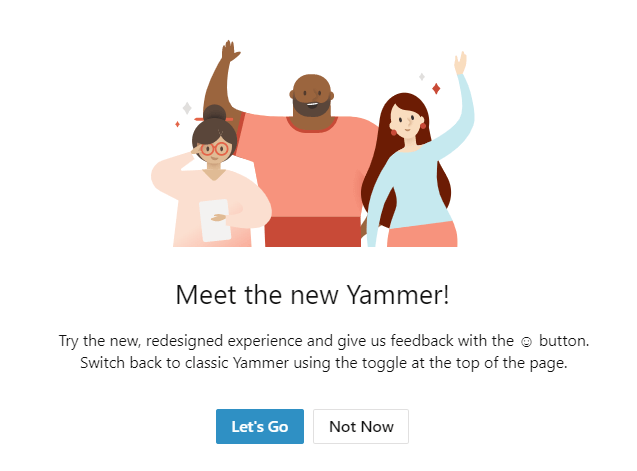 Meet the new Yammer!
Try the new, redesigned experience and give us feedback with the ☺ button.
Switch back to classic Yammer using the toggle at the top of the page.
Let's Go
Not Now